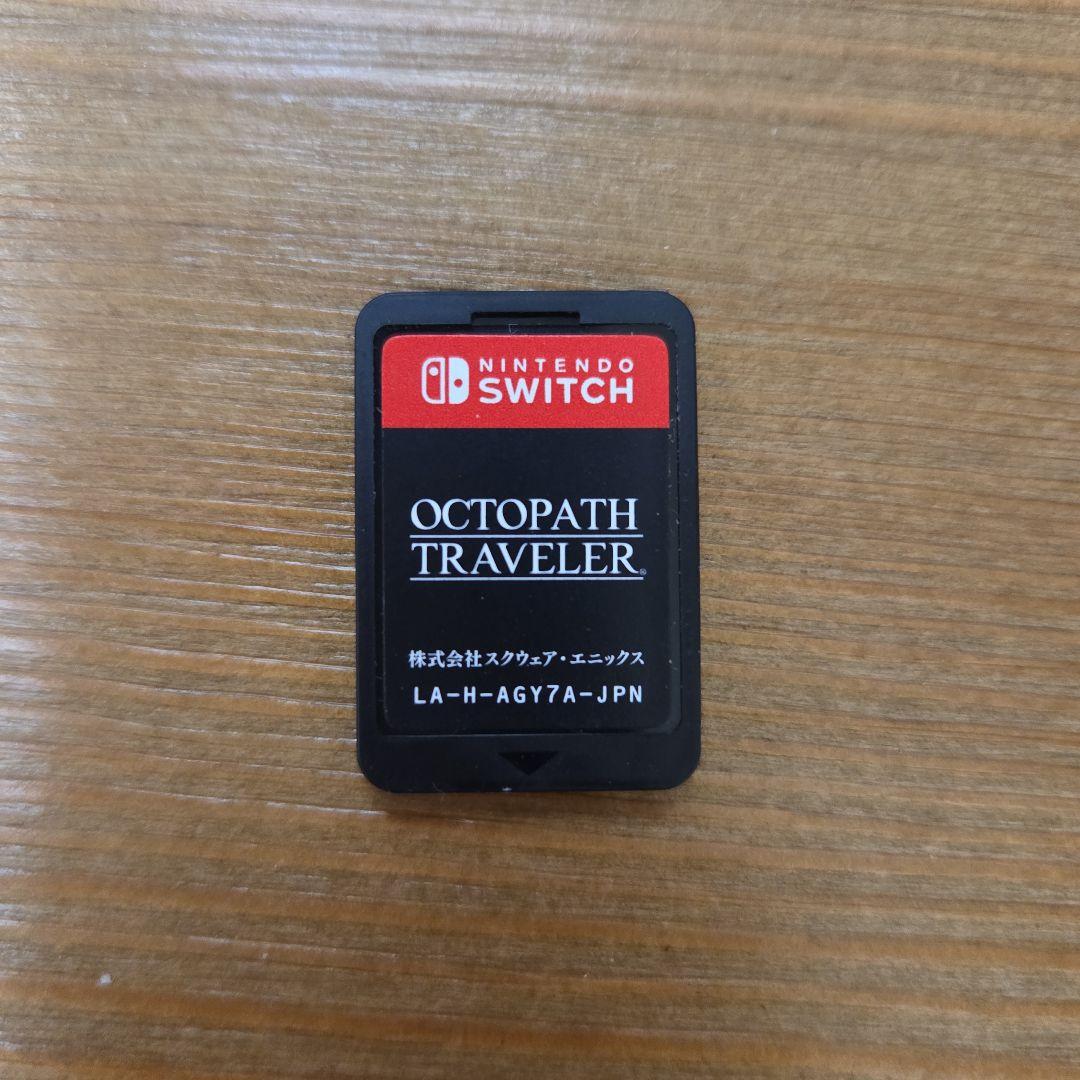 NINTENDO
SWITCH
OCTOPATH
TRAVELER®
株式会社スクウェア・エニックス
LA-H-AGY7A-JPN